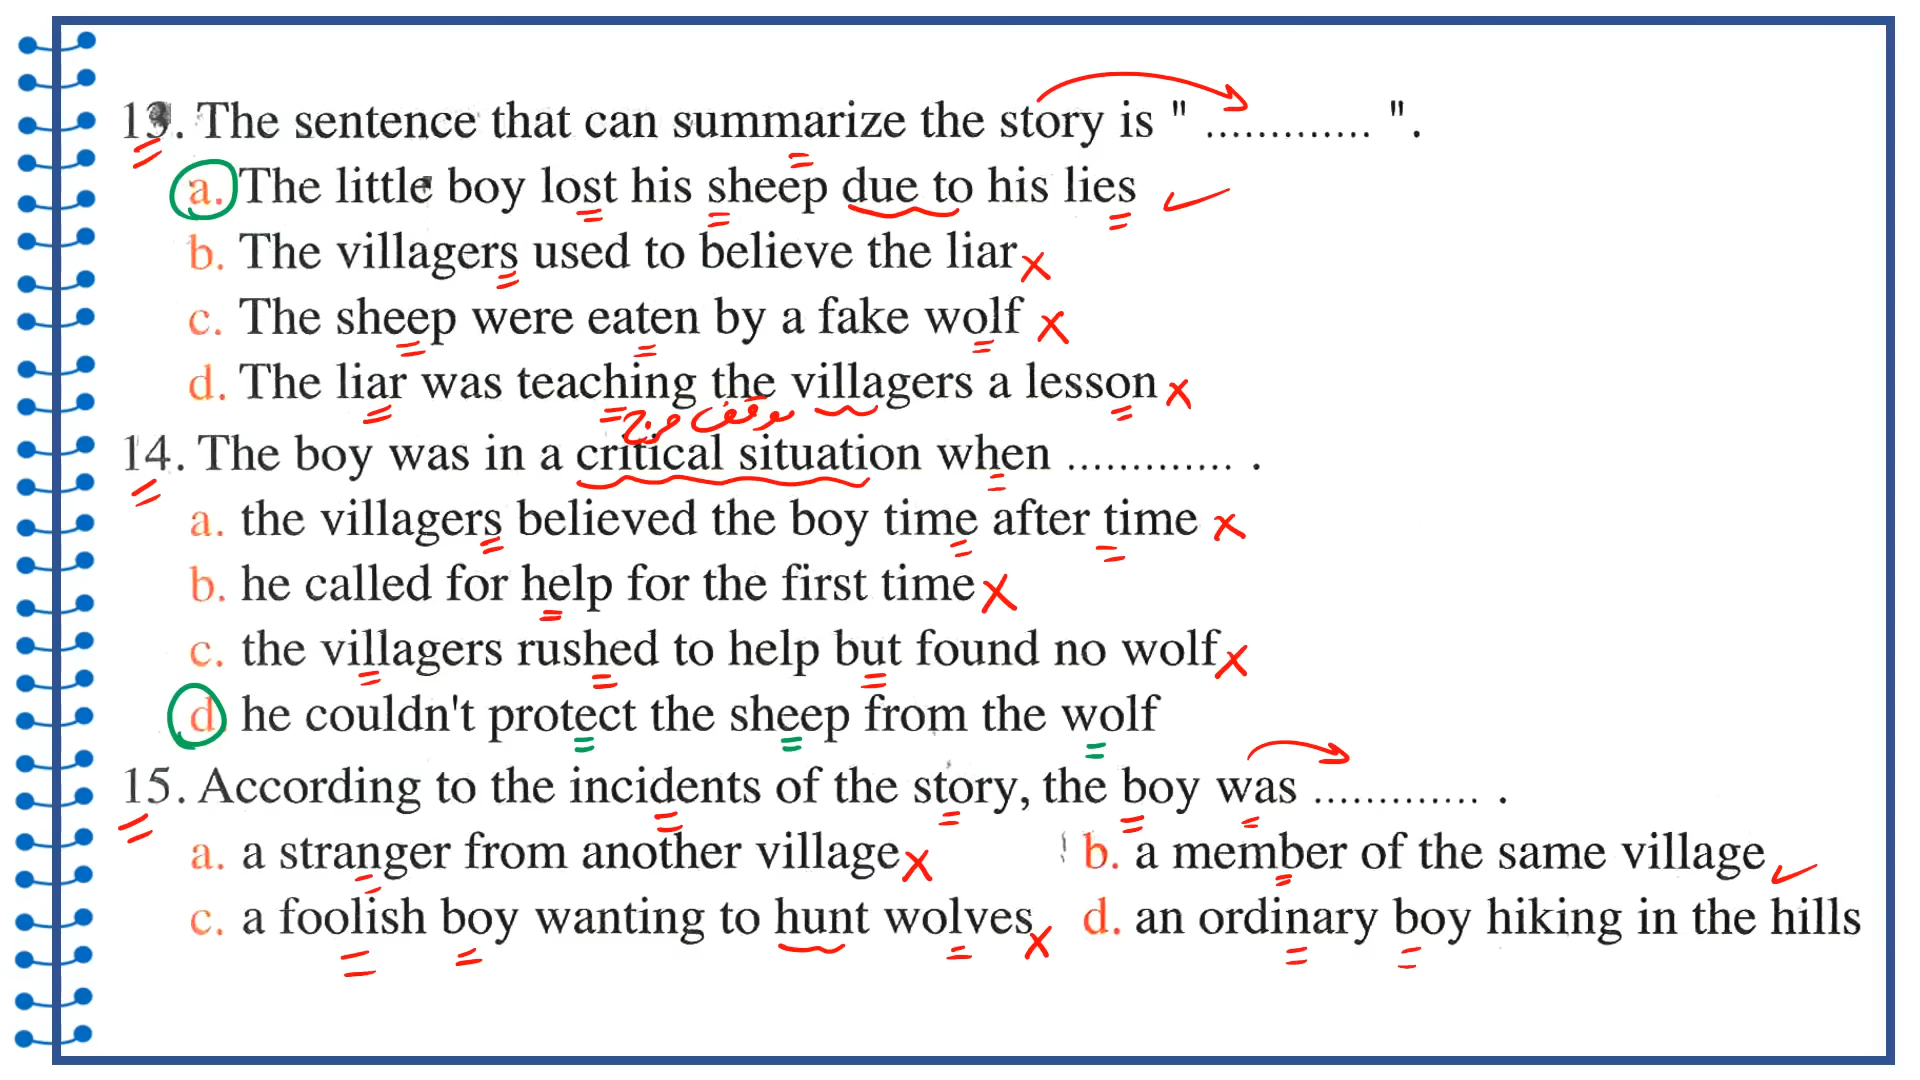 13. The sentence that can summarize the story is " ............. ".
a. The little boy lost his sheep due to his lies
b. The villagers used to believe the liar
c. The sheep were eaten by a fake wolf
d. The liar was teaching the villagers a lesson
موقف حرج
14. The boy was in a critical situation when ............. .
a. the villagers believed the boy time after time
b. he called for help for the first time
c. the villagers rushed to help but found no wolf
d. he couldn't protect the sheep from the wolf
15. According to the incidents of the story, the boy was ............. .
a. a stranger from another village b. a member of the same village
c. a foolish boy wanting to hunt wolves d. an ordinary boy hiking in the hills